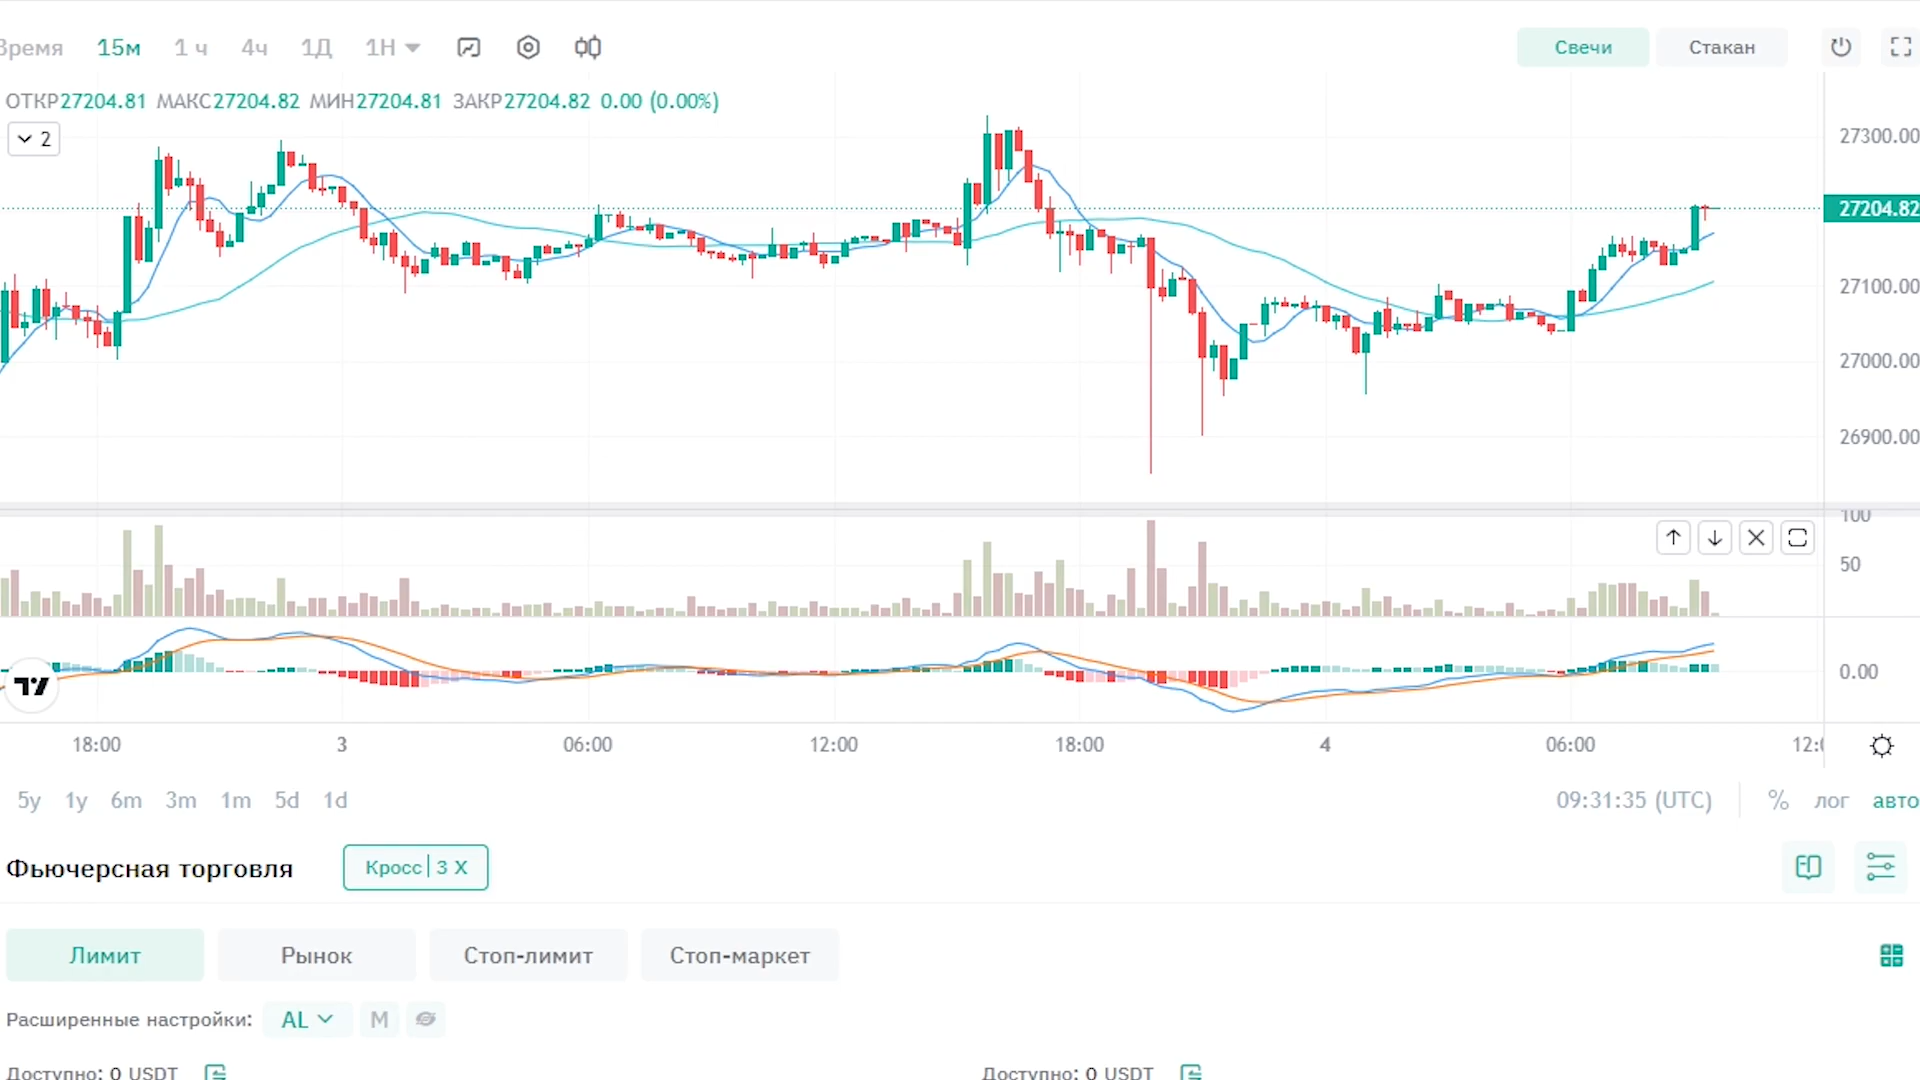 Время 15м 1 ч 4ч 1Д 1Н Свечи Стакан
ОТКР27204.81 МАКС27204.82 МИН27204.81 ЗАКР27204.82 0.00 (0.00%)
2
27300.00
27204.82
27100.00
27000.00
26900.00
100
50
0.00
18:00 3 06:00 12:00 18:00 4 06:00 12:0
5y 1y 6m 3m 1m 5d 1d 09:31:35 (UTC) % лог авто
Фьючерсная торговля Кросс 3 X
Лимит Рынок Стоп-лимит Стоп-маркет
Расширенные настройки: AL M
Доступно: 0 USDT Доступно: 0 USDT